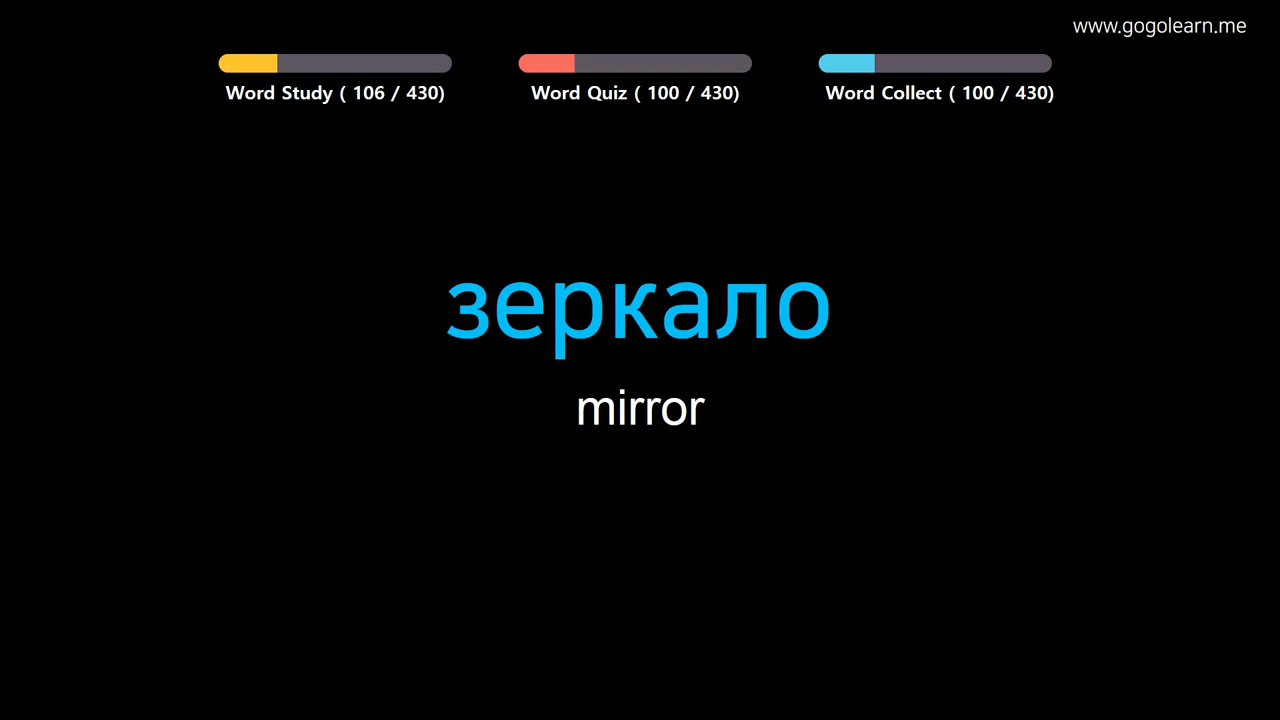 www.gogolearn.me
Word Study ( 106 / 430)
Word Quiz ( 100 / 430)
Word Collect ( 100 / 430)
зеркало
mirror